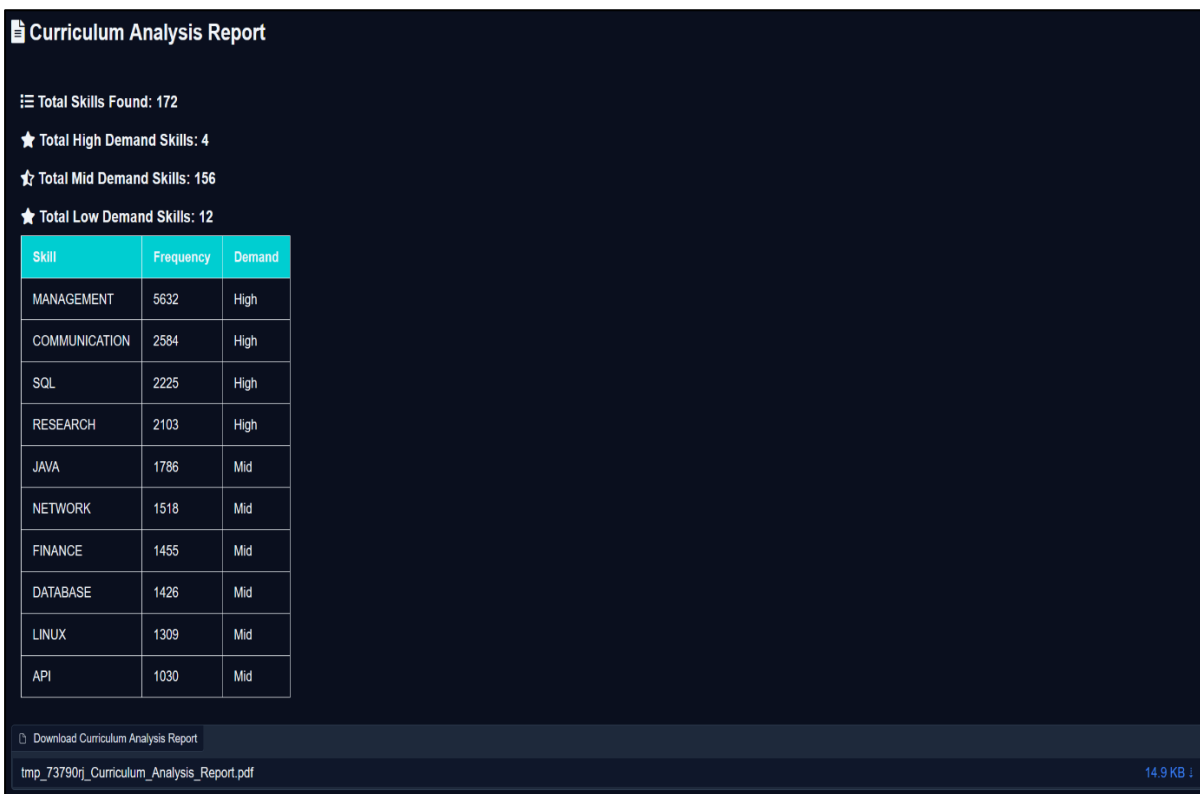 Curriculum Analysis Report
Total Skills Found: 172
Total High Demand Skills: 4
Total Mid Demand Skills: 156
Total Low Demand Skills: 12
Skill Frequency Demand
MANAGEMENT 5632 High
COMMUNICATION 2584 High
SQL 2225 High
RESEARCH 2103 High
JAVA 1786 Mid
NETWORK 1518 Mid
FINANCE 1455 Mid
DATABASE 1426 Mid
LINUX 1309 Mid
API 1030 Mid
Download Curriculum Analysis Report
tmp_73790rj_Curriculum_Analysis_Report.pdf 14.9 KB ↓